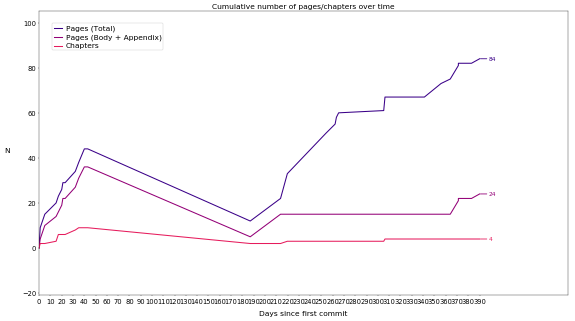 Cumulative number of pages/chapters over time
100
Pages (Total)
Pages (Body + Appendix)
Chapters
84
80
60
40
N
24
20
4
0
−20
0 10 20 30 40 50 60 70 80 90 100 110 120 130 140 150 160 170 180 190 200 210 220 230 240 250 260 270 280 290 300 310 320 330 340 350 360 370 380 390
Days since first commit